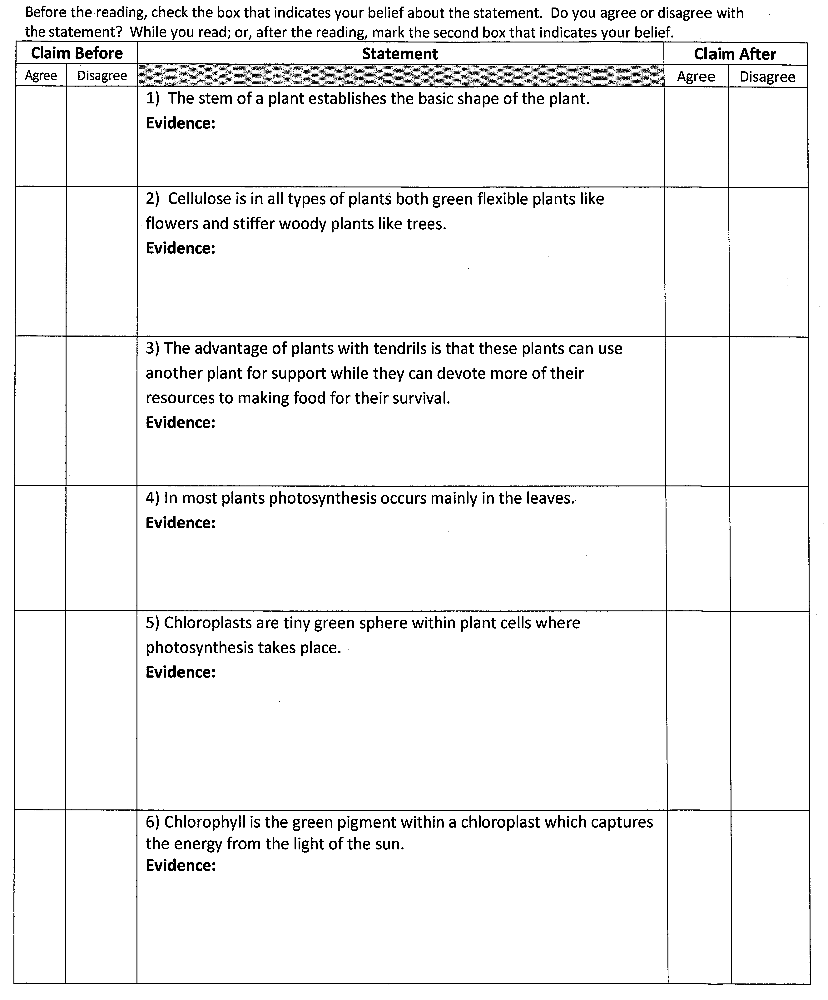 Before the reading, check the box that indicates your belief about the statement.  Do you agree or disagree with
the statement?  While you read; or, after the reading, mark the second box that indicates your belief.
Claim Before Statement Claim After
Agree Disagree Agree Disagree
1)  The stem of a plant establishes the basic shape of the plant.
Evidence:
2)  Cellulose is in all types of plants both green flexible plants like
flowers and stiffer woody plants like trees.
Evidence:
3) The advantage of plants with tendrils is that these plants can use
another plant for support while they can devote more of their
resources to making food for their survival.
Evidence:
4) In most plants photosynthesis occurs mainly in the leaves.
Evidence:
5) Chloroplasts are tiny green sphere within plant cells where
photosynthesis takes place.
Evidence:
6) Chlorophyll is the green pigment within a chloroplast which captures
the energy from the light of the sun.
Evidence: